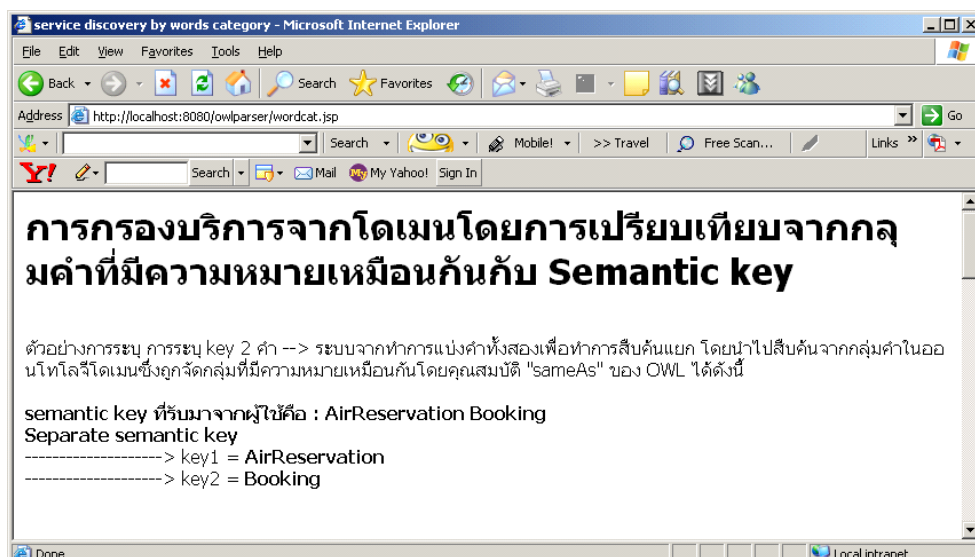 service discovery by words category - Microsoft Internet Explorer
File Edit View Favorites Tools Help
Back Search Favorites
Address http://localhost:8080/owlparser/wordcat.jsp Go
Search Mobile! >> Travel Free Scan... Links »
Y! Search Mail My My Yahoo! Sign In
การกรองบริการจากโดเมนโดยการเปรียบเทียบจากกลุ
มคำที่มีความหมายเหมือนกันกับ Semantic key
ตัวอย่างการระบุ การระบุ key 2 คำ --> ระบบจากทำการแบ่งคำทั้งสองเพื่อทำการสืบค้นแยก โดยนำไปสืบค้นจากกลุ่มคำในออ
นโทโลจีโดเมนซึ่งถูกจัดกลุ่มที่มีความหมายเหมือนกันโดยคุณสมบัติ "sameAs" ของ OWL ได้ดังนี้
semantic key ที่รับมาจากผู้ใช้คือ : AirReservation Booking
Separate semantic key
--------------------> key1 = AirReservation
--------------------> key2 = Booking
Done Local intranet